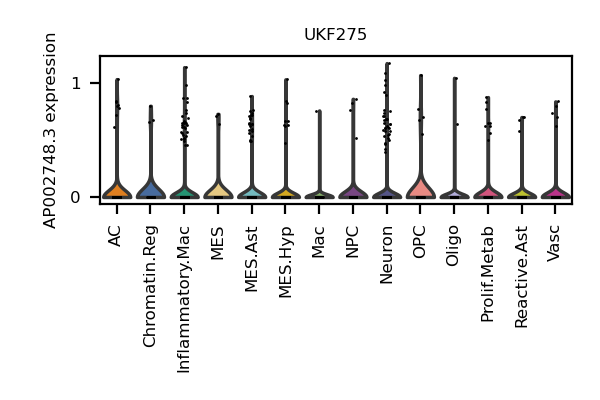 UKF275
AP002748.3 expression
1
0
AC
Chromatin.Reg
Inflammatory.Mac
MES
MES.Ast
MES.Hyp
Mac
NPC
Neuron
OPC
Oligo
Prolif.Metab
Reactive.Ast
Vasc